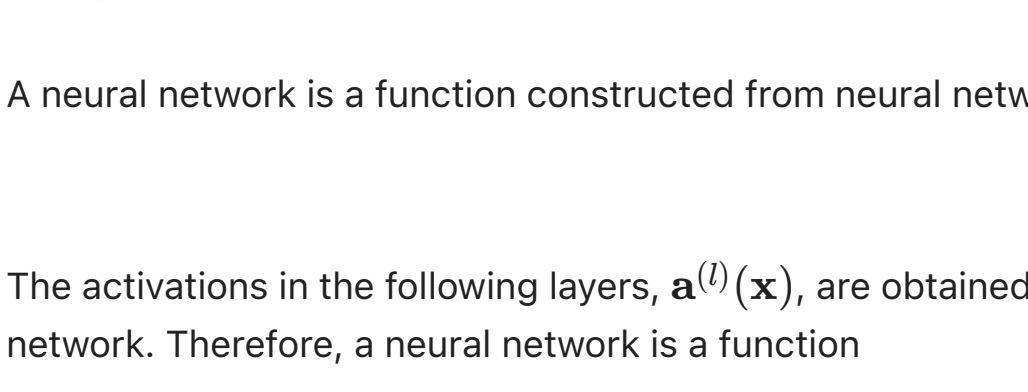 A neural network is a function constructed from neural netw
The activations in the following layers, a^(l)(x), are obtained
network. Therefore, a neural network is a function